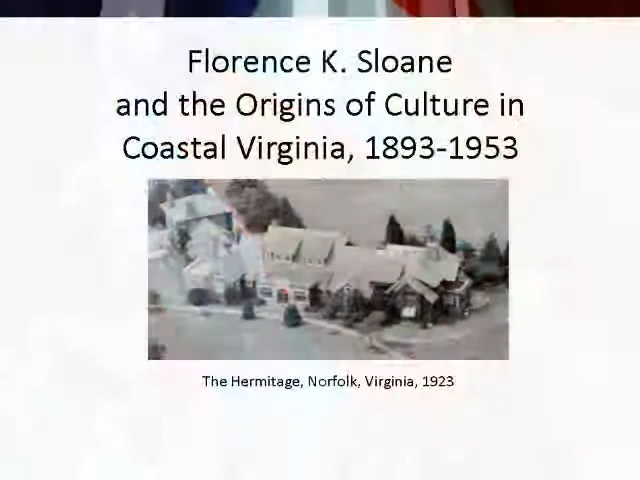 Florence K. Sloane
and the Origins of Culture in
Coastal Virginia, 1893-1953
The Hermitage, Norfolk, Virginia, 1923